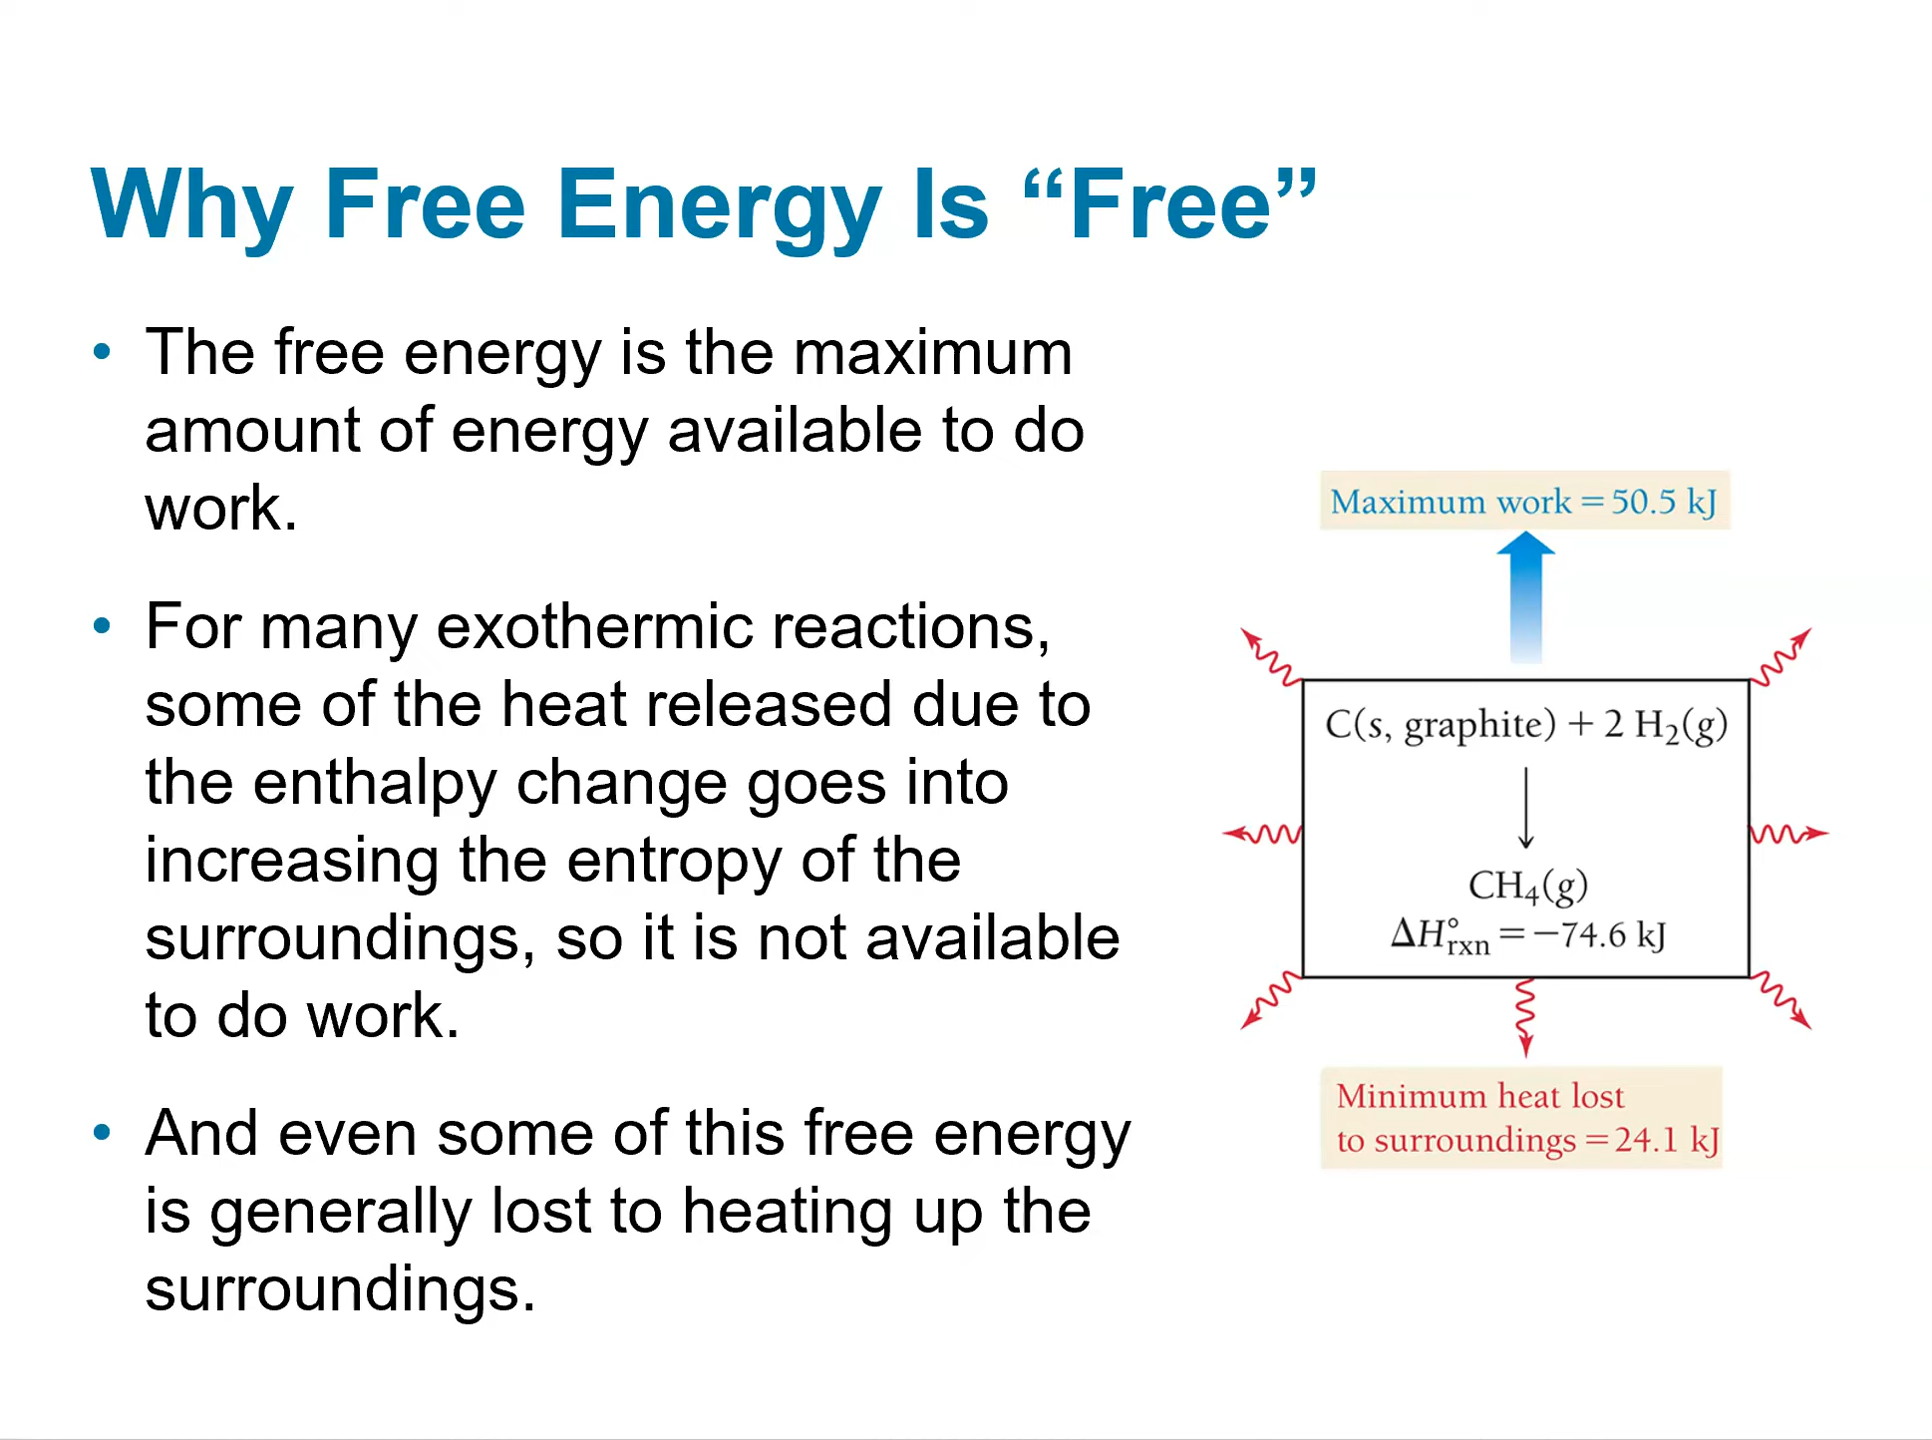 Why Free Energy Is “Free”
• The free energy is the maximum
amount of energy available to do
work.
• For many exothermic reactions,
some of the heat released due to
the enthalpy change goes into
increasing the entropy of the
surroundings, so it is not available
to do work.
• And even some of this free energy
is generally lost to heating up the
surroundings.
Maximum work = 50.5 kJ
C(s, graphite) + 2 H₂(g)
CH₄(g)
ΔH°rxn = −74.6 kJ
Minimum heat lost
to surroundings = 24.1 kJ